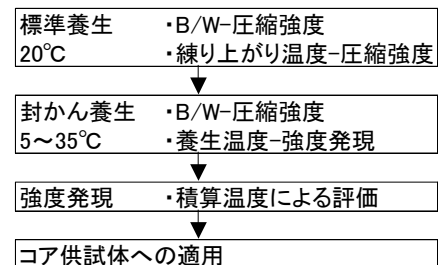 標準養生 ・B/W-圧縮強度
20℃ ・練り上がり温度-圧縮強度
封かん養生 ・B/W-圧縮強度
5～35℃ ・養生温度-強度発現
強度発現 ・積算温度による評価
コア供試体への適用